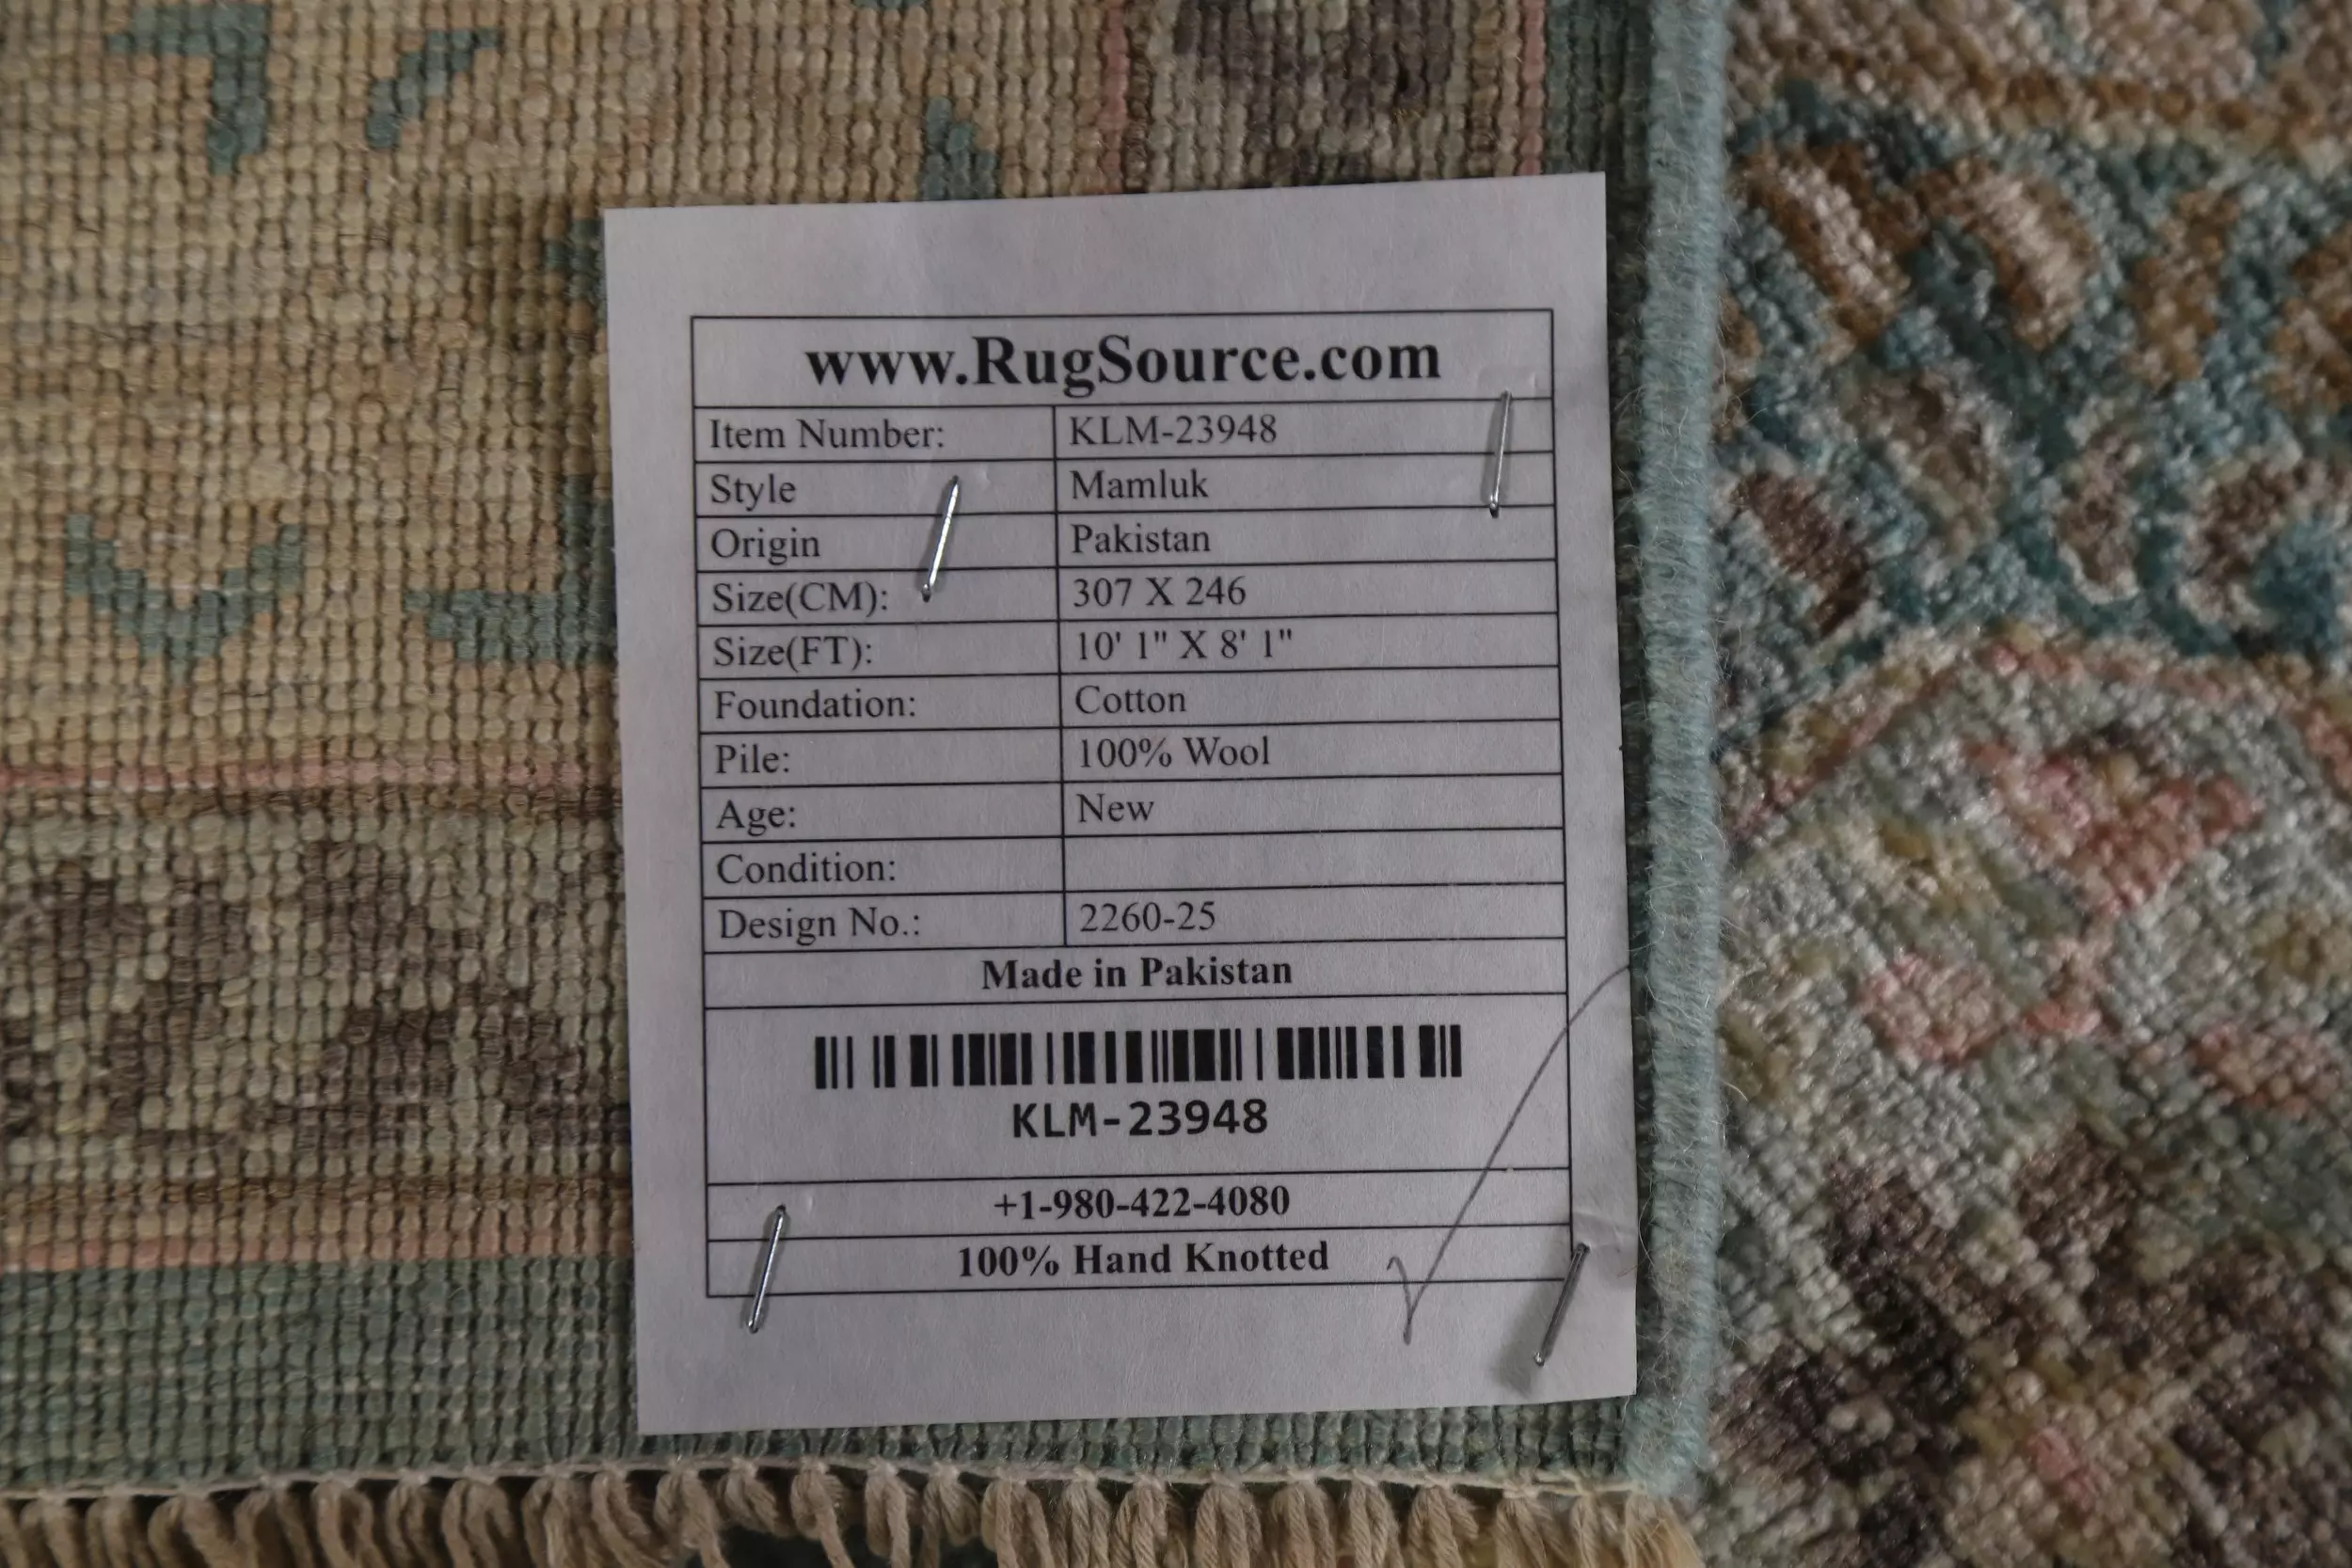 www.RugSource.com
Item Number: KLM-23948
Style Mamluk
Origin Pakistan
Size(CM): 307 X 246
Size(FT): 10' 1" X 8' 1"
Foundation: Cotton
Pile: 100% Wool
Age: New
Condition:
Design No.: 2260-25
Made in Pakistan
KLM-23948
+1-980-422-4080
100% Hand Knotted